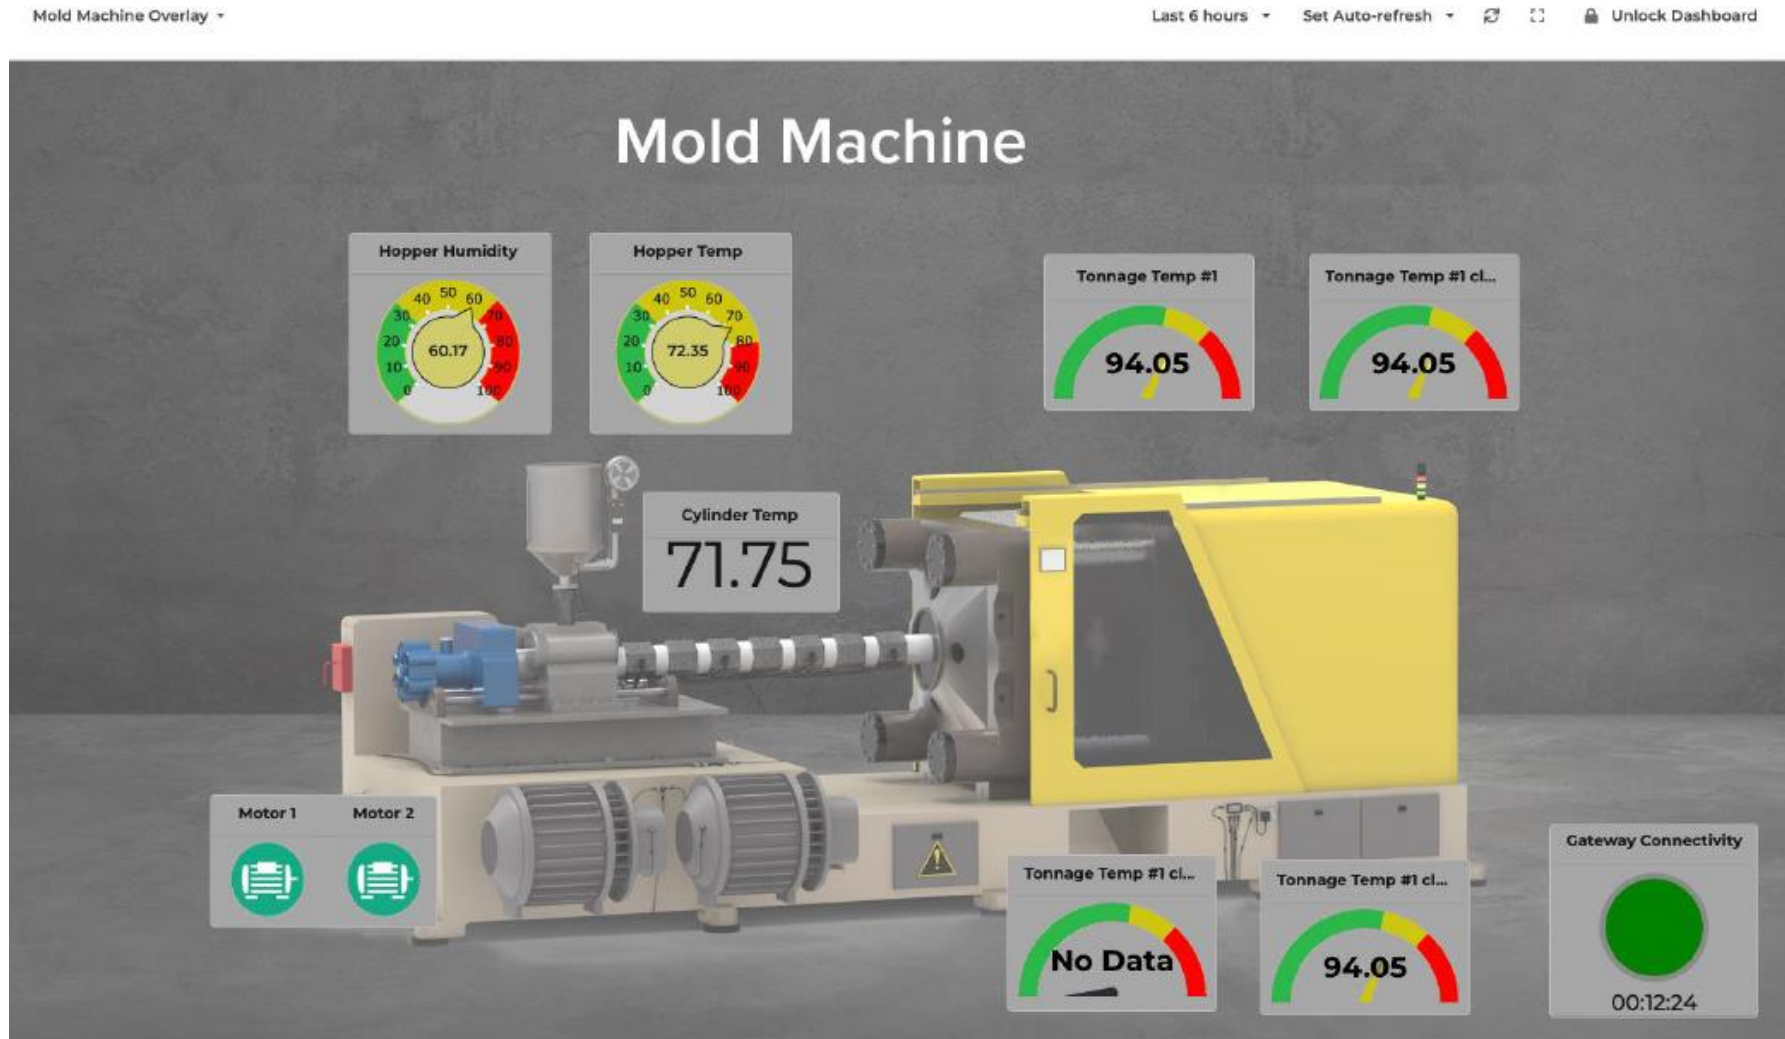 Mold Machine Overlay
Last 6 hours
Set Auto-refresh
Unlock Dashboard
Mold Machine
Hopper Humidity
0
10
20
30
40
50
60
70
80
90
100
60.17
Hopper Temp
0
10
20
30
40
50
60
70
80
90
100
72.35
Tonnage Temp #1
94.05
Tonnage Temp #1 cl...
94.05
Cylinder Temp
71.75
Motor 1
Motor 2
Tonnage Temp #1 cl...
No Data
Tonnage Temp #1 cl...
94.05
Gateway Connectivity
00:12:24